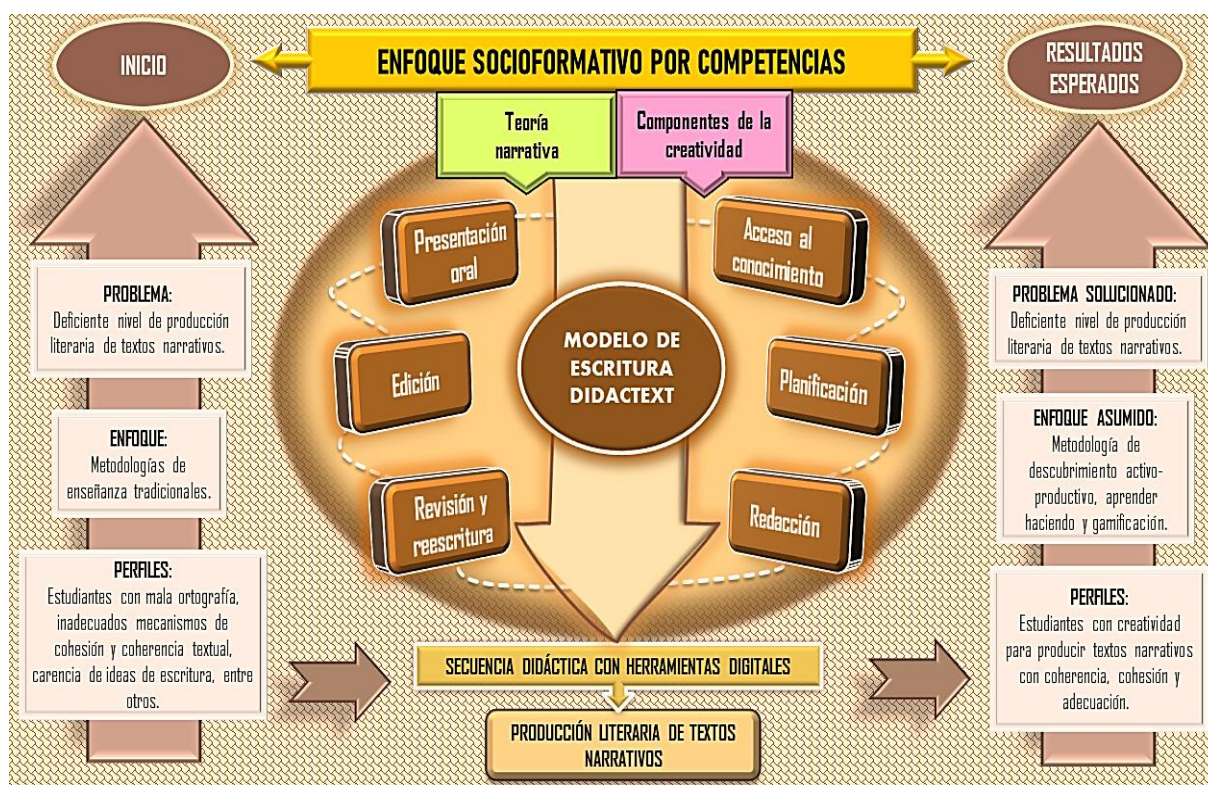 INICIO
ENFOQUE SOCIOFORMATIVO POR COMPETENCIAS
RESULTADOS
ESPERADOS
Teoría
narrativa
Componentes de la
creatividad
PROBLEMA:
Deficiente nivel de producción
literaria de textos narrativos.
ENFOQUE:
Metodologías de
enseñanza tradicionales.
PERFILES:
Estudiantes con mala ortografía,
inadecuados mecanismos de
cohesión y coherencia textual,
carencia de ideas de escritura, entre
otros.
Presentación
oral
Edición
Revisión y
reescritura
MODELO DE
ESCRITURA
DIDACTEXT
Acceso al
conocimiento
Planificación
Redacción
SECUENCIA DIDÁCTICA CON HERRAMIENTAS DIGITALES
PRODUCCIÓN LITERARIA DE TEXTOS
NARRATIVOS
PROBLEMA SOLUCIONADO:
Deficiente nivel de producción
literaria de textos narrativos.
ENFOQUE ASUMIDO:
Metodología de
descubrimiento activo-
productivo, aprender
haciendo y gamificación.
PERFILES:
Estudiantes con creatividad
para producir textos narrativos
con coherencia, cohesión y
adecuación.